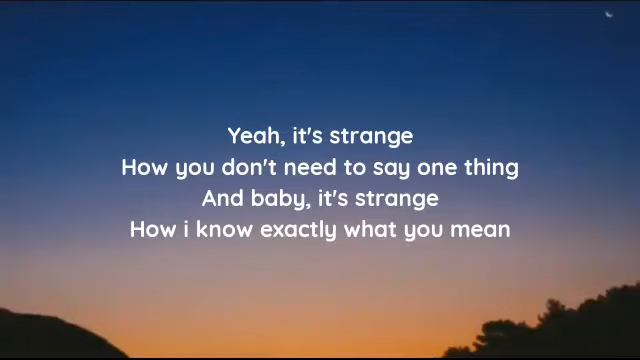 Yeah, it's strange
How you don't need to say one thing
And baby, it's strange
How i know exactly what you mean